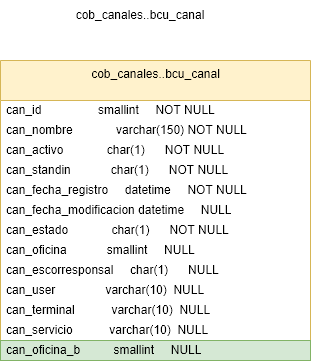 cob_canales..bcu_canal
cob_canales..bcu_canal
can_id smallint NOT NULL
can_nombre varchar(150) NOT NULL
can_activo char(1) NOT NULL
can_standin char(1) NOT NULL
can_fecha_registro datetime NOT NULL
can_fecha_modificacion datetime NULL
can_estado char(1) NOT NULL
can_oficina smallint NULL
can_escorresponsal char(1) NULL
can_user varchar(10) NULL
can_terminal varchar(10) NULL
can_servicio varchar(10) NULL
can_oficina_b smallint NULL